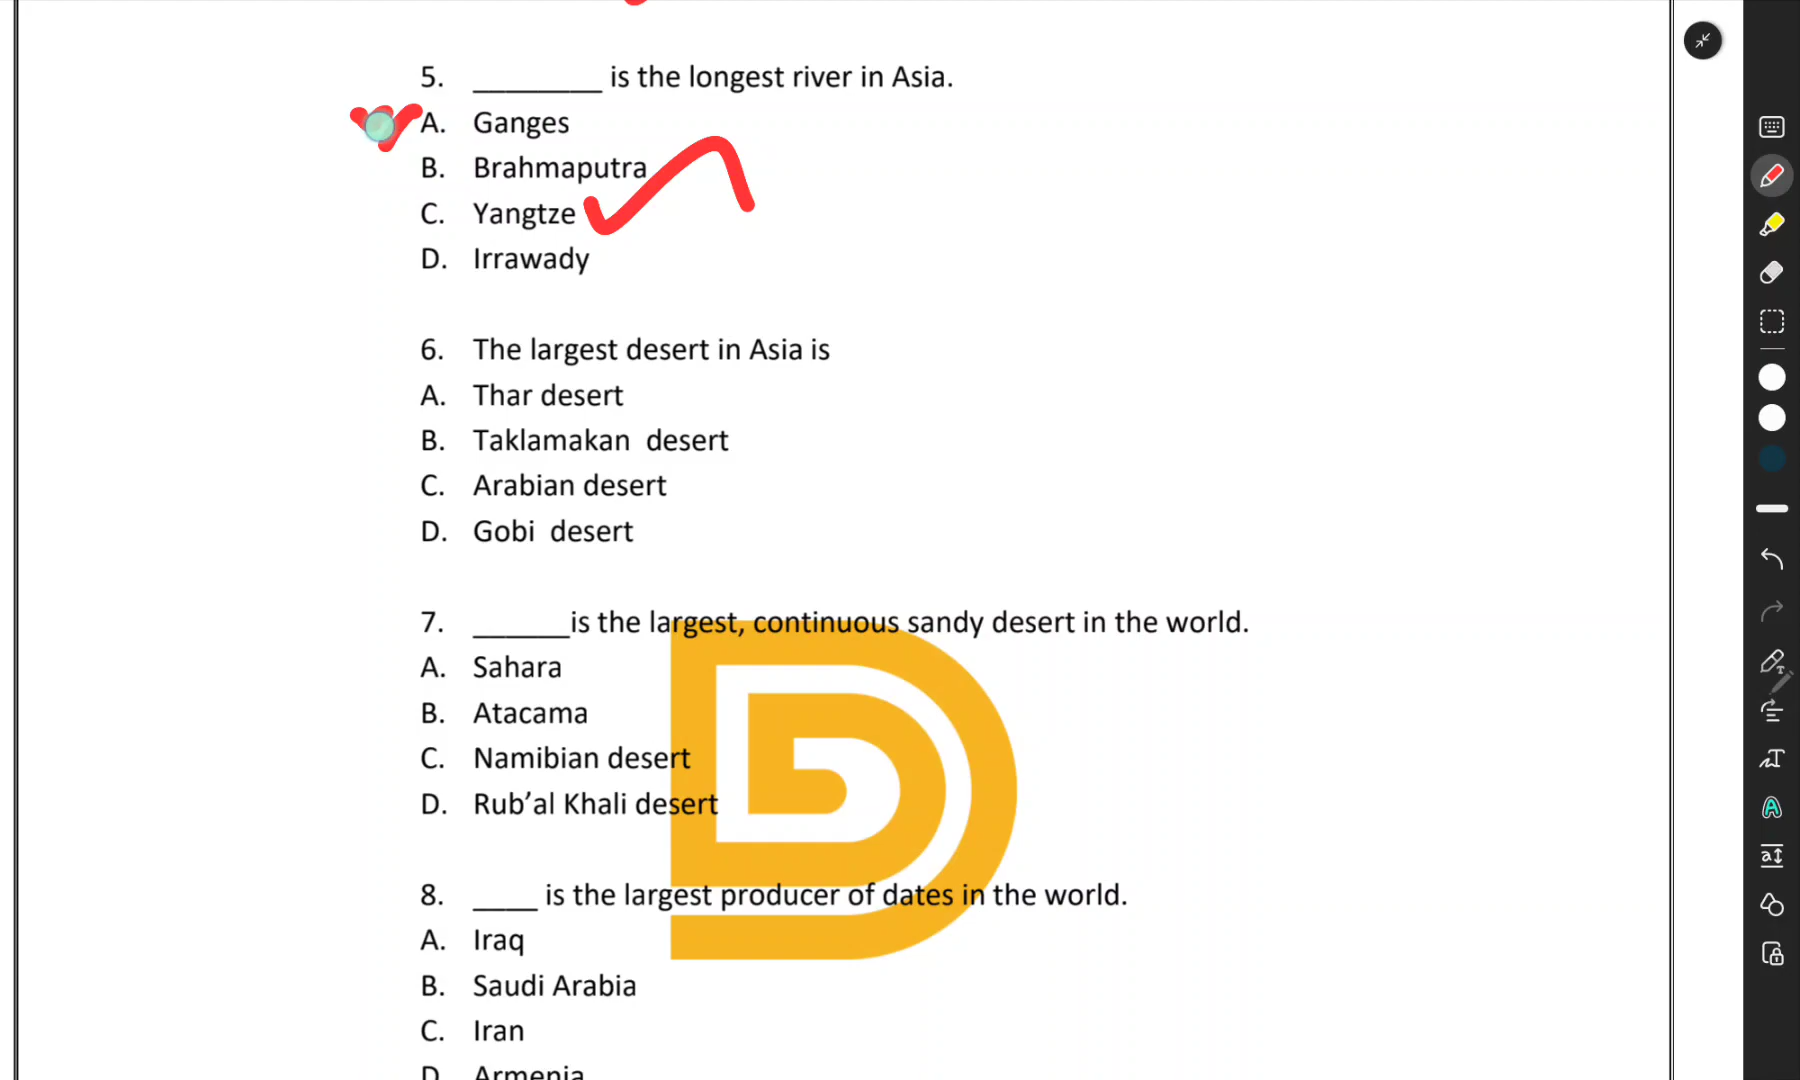 5. ________ is the longest river in Asia.
A. Ganges
B. Brahmaputra
C. Yangtze
D. Irrawady
6. The largest desert in Asia is
A. Thar desert
B. Taklamakan desert
C. Arabian desert
D. Gobi desert
7. ______is the largest, continuous sandy desert in the world.
A. Sahara
B. Atacama
C. Namibian desert
D. Rub’al Khali desert
8. ____ is the largest producer of dates in the world.
A. Iraq
B. Saudi Arabia
C. Iran
D. Armenia